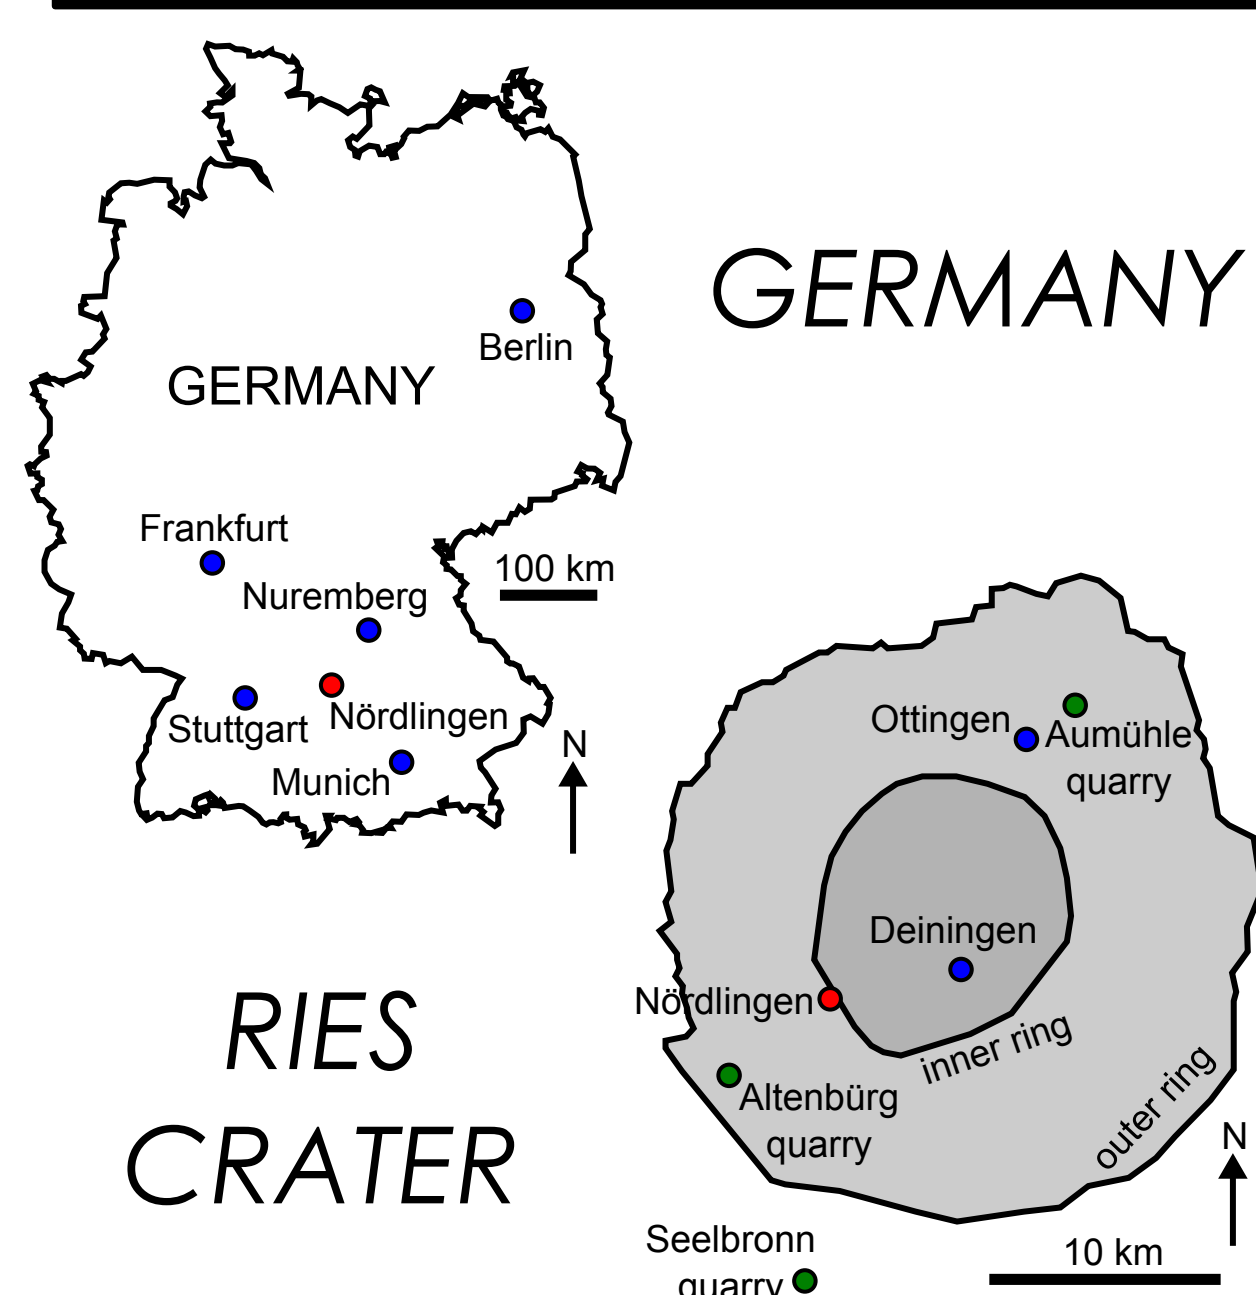 GERMANY
Berlin
GERMANY
Frankfurt
100 km
Nuremberg
Nördlingen
Stuttgart
Munich
N
RIES
CRATER
Ottingen
Aumühle
quarry
Deiningen
Nördlingen
inner ring
Altenbürg
quarry
outer ring
N
Seelbronn
quarry
10 km